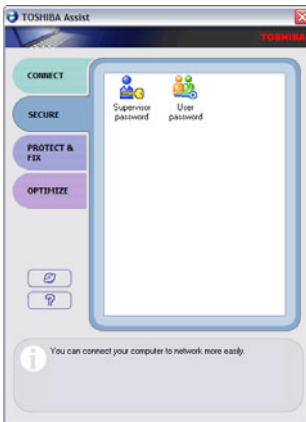 TOSHIBA Assist
TOSHIBA
CONNECT
SECURE
PROTECT &
FIX
OPTIMIZE
Supervisor
password
User
password
You can connect your computer to network more easily.